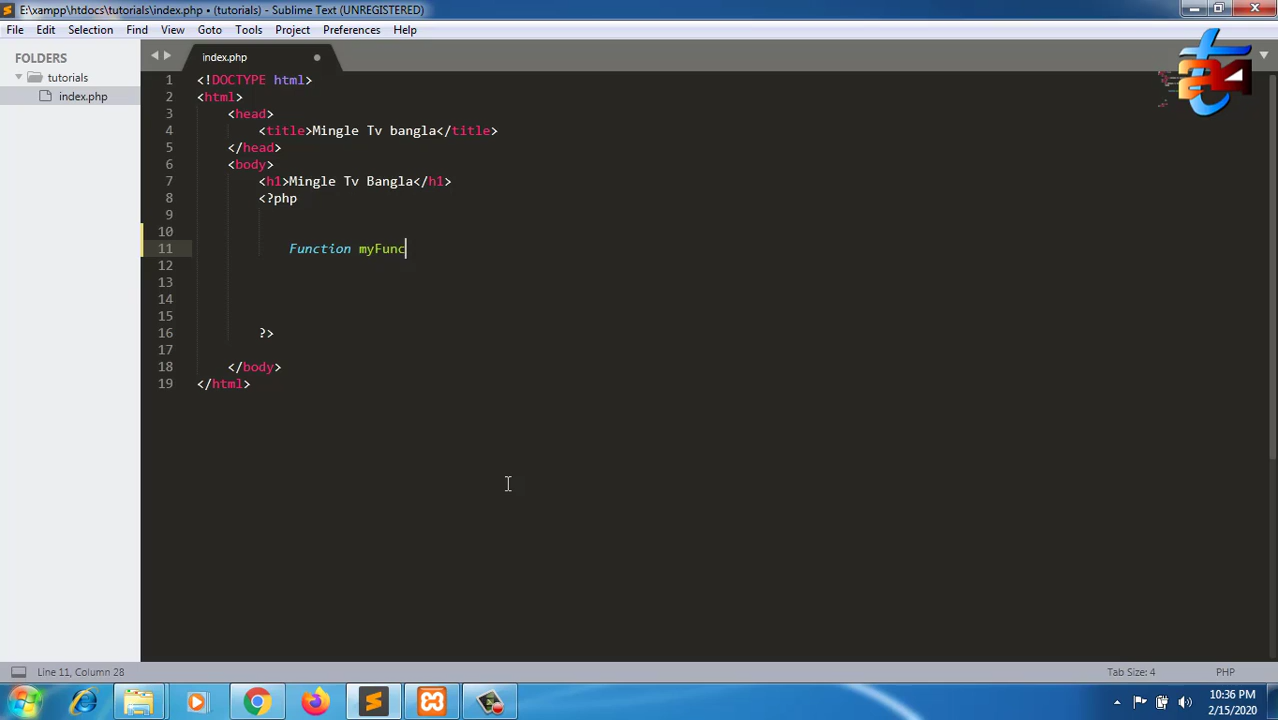 E:\xampp\htdocs\tutorials\index.php • (tutorials) - Sublime Text (UNREGISTERED)
File Edit Selection Find View Goto Tools Project Preferences Help
FOLDERS
tutorials
index.php
index.php
1 <!DOCTYPE html>
2 <html>
3 <head>
4 <title>Mingle Tv bangla</title>
5 </head>
6 <body>
7 <h1>Mingle Tv Bangla</h1>
8 <?php
9
10
11 Function myFunc
12
13
14
15
16 ?>
17
18 </body>
19 </html>
Line 11, Column 28
Tab Size: 4
PHP
10:36 PM
2/15/2020